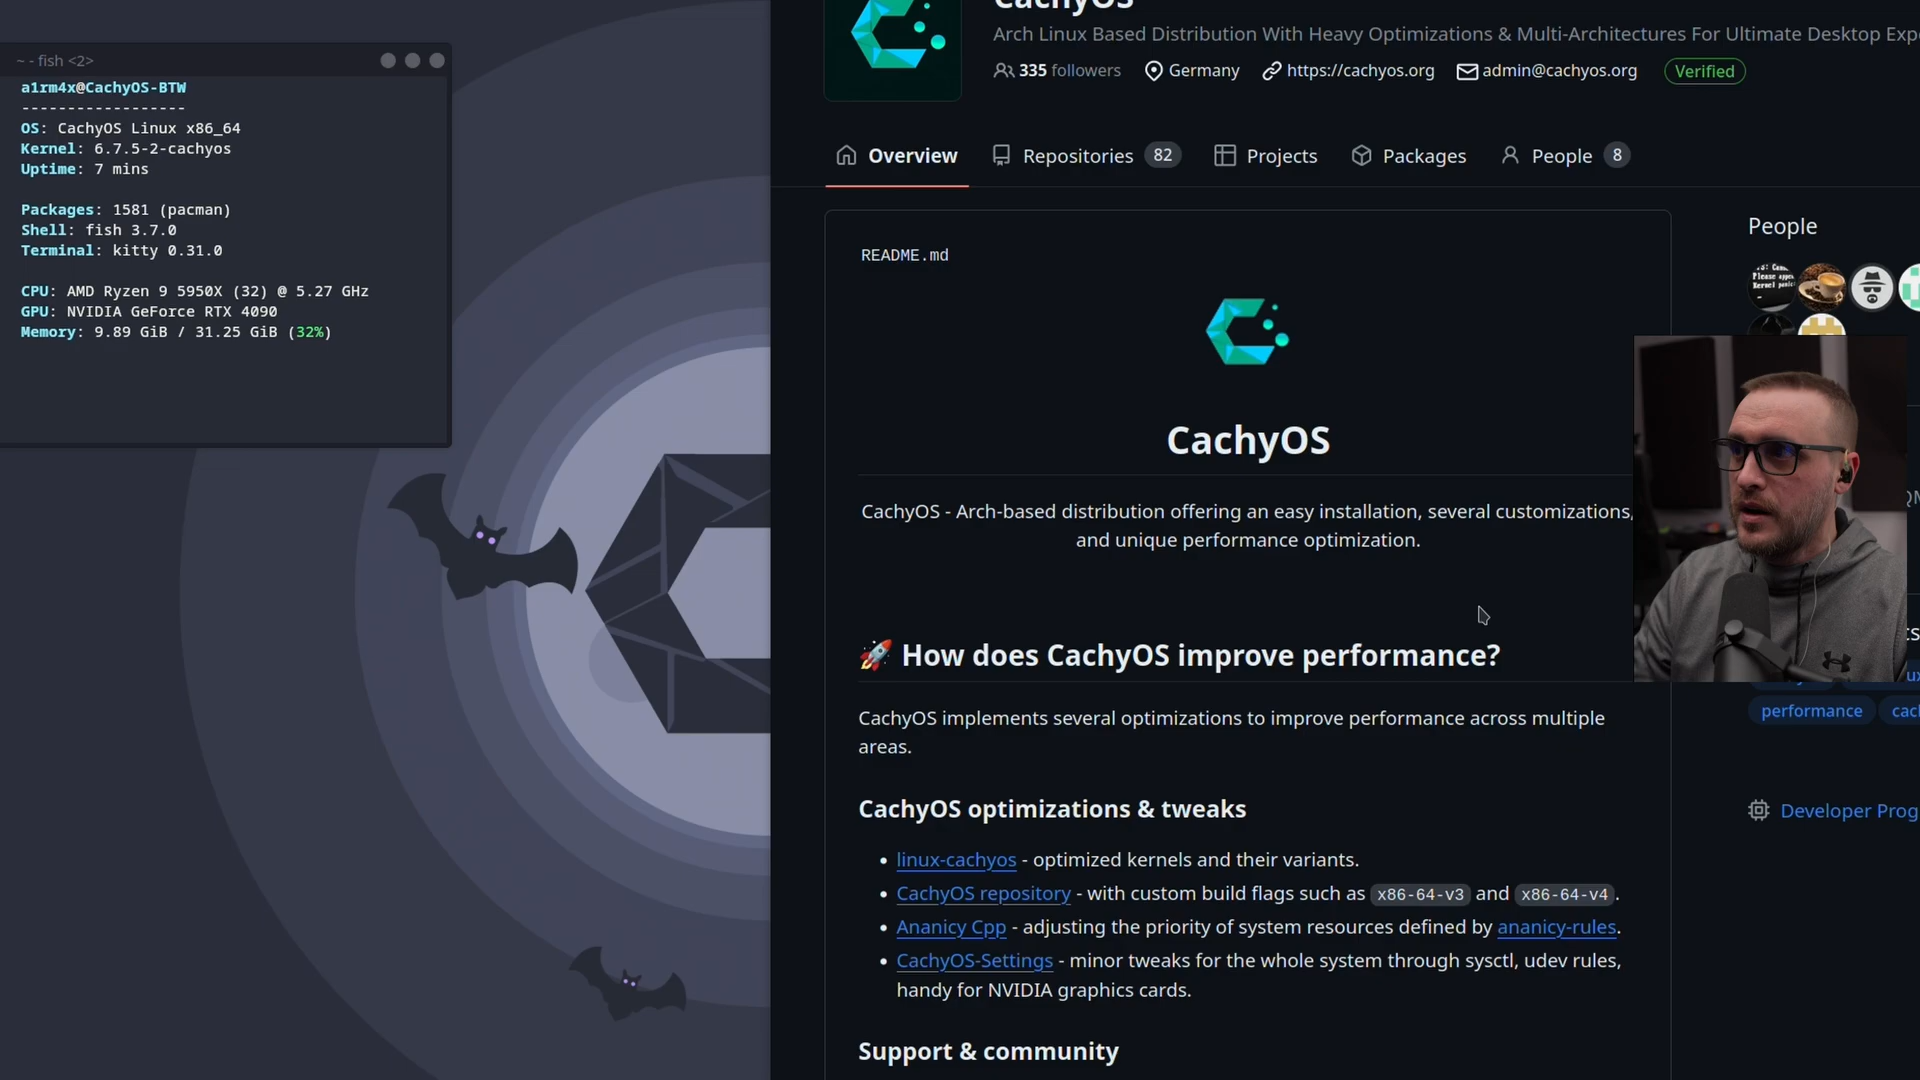 ~ - fish <2>
a1rm4x@CachyOS-BTW
------------------
OS: CachyOS Linux x86_64
Kernel: 6.7.5-2-cachyos
Uptime: 7 mins
Packages: 1581 (pacman)
Shell: fish 3.7.0
Terminal: kitty 0.31.0
CPU: AMD Ryzen 9 5950X (32) @ 5.27 GHz
GPU: NVIDIA GeForce RTX 4090
Memory: 9.89 GiB / 31.25 GiB (32%)
CachyOS
Arch Linux Based Distribution With Heavy Optimizations & Multi-Architectures For Ultimate Desktop Exp
335 followers Germany https://cachyos.org admin@cachyos.org Verified
Overview Repositories 82 Projects Packages People 8
README.md
CachyOS
CachyOS - Arch-based distribution offering an easy installation, several customizations,
and unique performance optimization.
🚀 How does CachyOS improve performance?
CachyOS implements several optimizations to improve performance across multiple
areas.
CachyOS optimizations & tweaks
• linux-cachyos - optimized kernels and their variants.
• CachyOS repository - with custom build flags such as x86-64-v3 and x86-64-v4.
• Ananicy Cpp - adjusting the priority of system resources defined by ananicy-rules.
• CachyOS-Settings - minor tweaks for the whole system through sysctl, udev rules,
handy for NVIDIA graphics cards.
Support & community
People
performance cach
Developer Prog